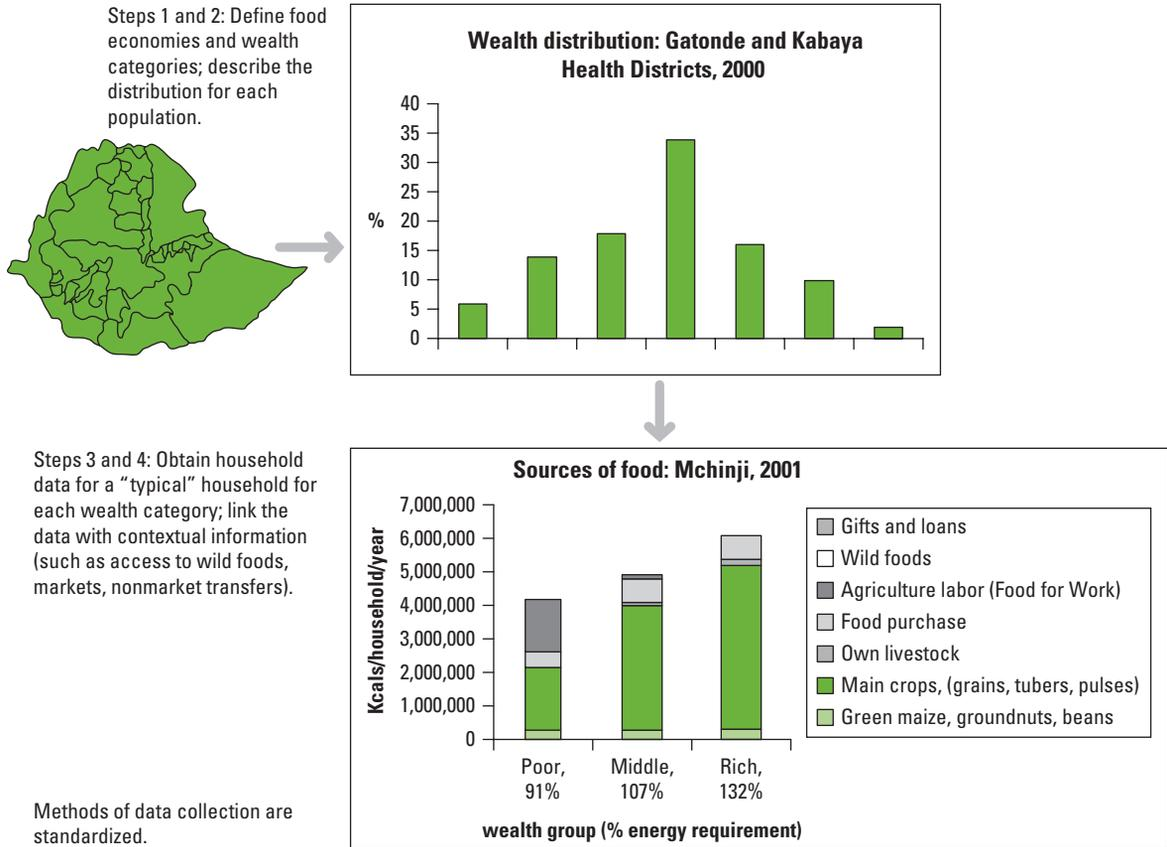 Steps 1 and 2: Define food
economies and wealth
categories; describe the
distribution for each
population.
Wealth distribution: Gatonde and Kabaya
Health Districts, 2000
%
40
35
30
25
20
15
10
5
0
Steps 3 and 4: Obtain household
data for a “typical” household for
each wealth category; link the
data with contextual information
(such as access to wild foods,
markets, nonmarket transfers).
Methods of data collection are
standardized.
Sources of food: Mchinji, 2001
Kcals/household/year
7,000,000
6,000,000
5,000,000
4,000,000
3,000,000
2,000,000
1,000,000
0
Poor,
91%
Middle,
107%
Rich,
132%
wealth group (% energy requirement)
Gifts and loans
Wild foods
Agriculture labor (Food for Work)
Food purchase
Own livestock
Main crops, (grains, tubers, pulses)
Green maize, groundnuts, beans